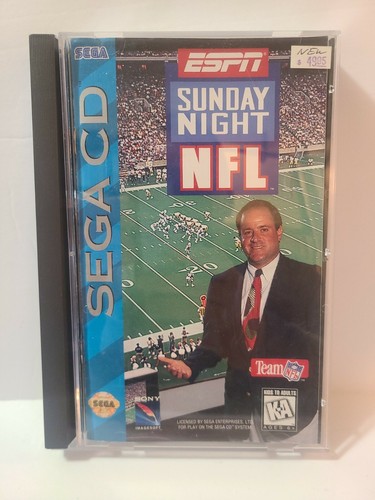 SEGA
NEW
$ 4995
ESPN
SUNDAY
NIGHT
NFL
SEGA CD
Team NFL
KIDS TO ADULTS
K-A
AGES 6+
SEGA
SONY
IMAGESOFT
LICENSED BY SEGA ENTERPRISES, LTD.
FOR PLAY ON THE SEGA CD SYSTEM